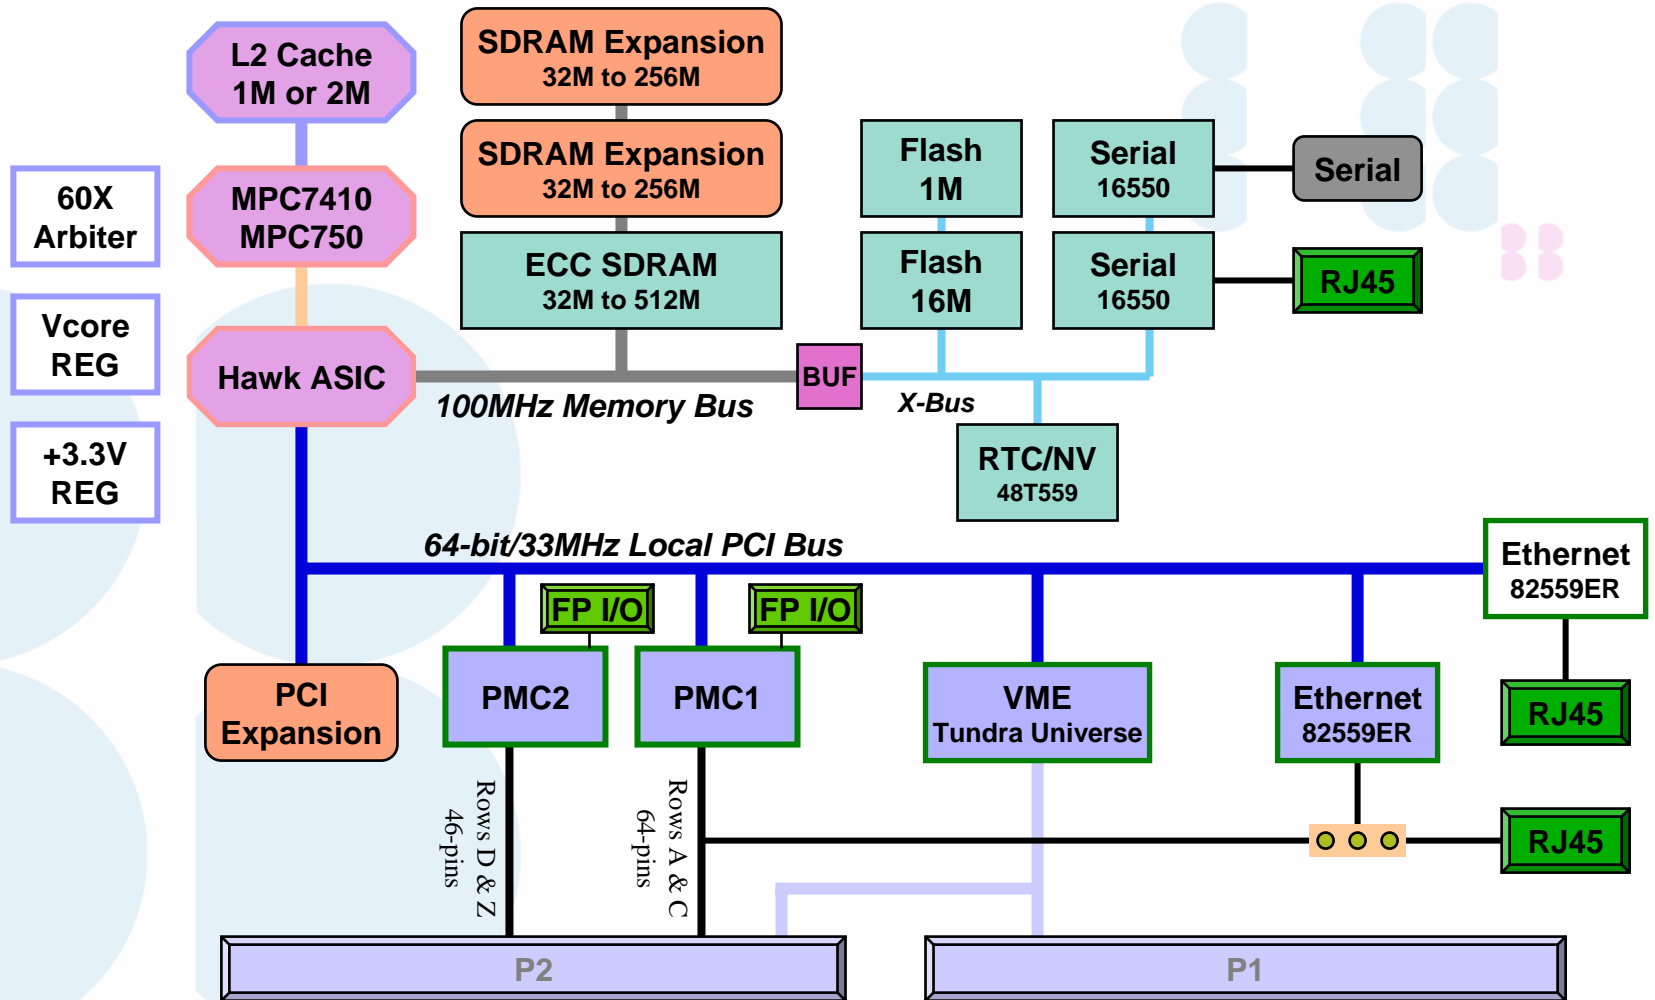 L2 Cache
1M or 2M
SDRAM Expansion
32M to 256M
SDRAM Expansion
32M to 256M
Flash
1M
Serial
16550
Serial
60X
Arbiter
MPC7410
MPC750
ECC SDRAM
32M to 512M
Flash
16M
Serial
16550
RJ45
Vcore
REG
Hawk ASIC
BUF
100MHz Memory Bus
X-Bus
+3.3V
REG
RTC/NV
48T559
64-bit/33MHz Local PCI Bus
Ethernet
82559ER
FP I/O
FP I/O
PCI
Expansion
PMC2
PMC1
VME
Tundra Universe
Ethernet
82559ER
RJ45
Rows D & Z
46-pins
Rows A & C
64-pins
RJ45
P2
P1